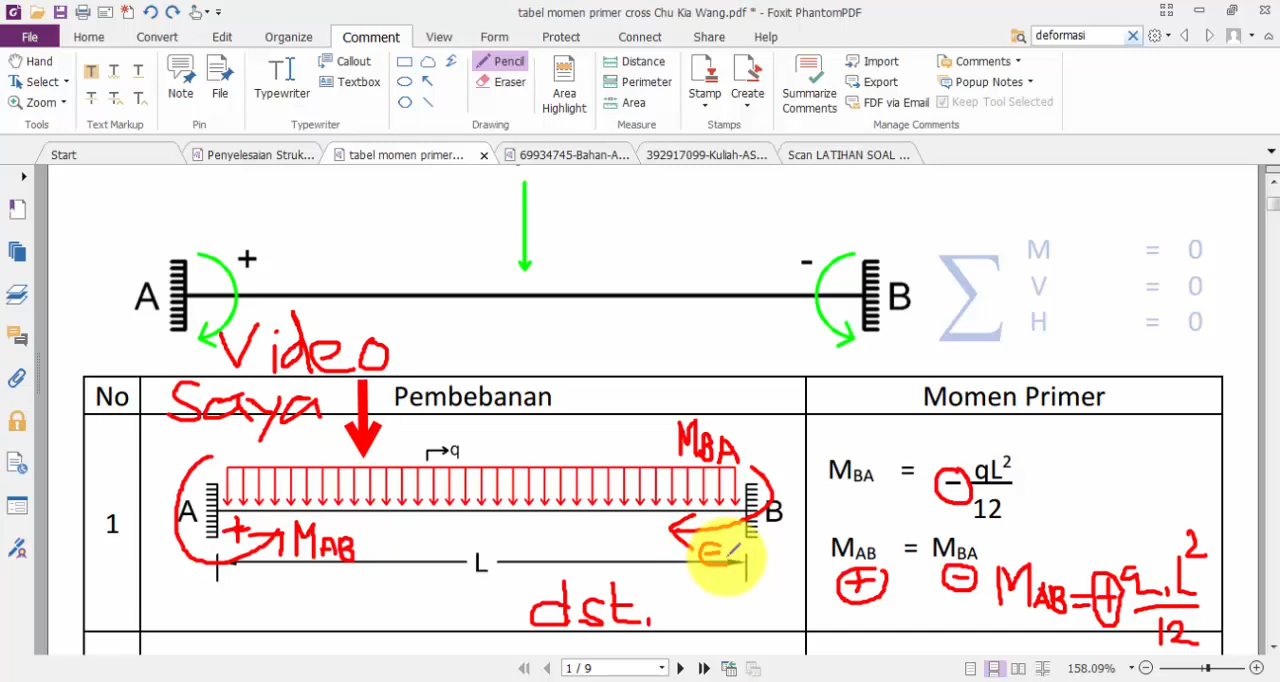 tabel momen primer cross Chu Kia Wang.pdf * - Foxit PhantomPDF
File Home Convert Edit Organize Comment View Form Protect Connect Share Help deformasi
Hand
Select
Zoom
Tools
T T T
T T T
Text Markup
Note File
Pin
Typewriter
Callout
Textbox
Typewriter
Pencil
Eraser
Drawing
Area Highlight
Distance
Perimeter
Area
Measure
Stamp Create
Stamps
Summarize Comments
Import
Export
FDF via Email
Comments
Popup Notes
Keep Tool Selected
Manage Comments
Start Penyelesaian Struk... tabel momen primer... 69934745-Bahan-A... 392917099-Kuliah-AS... Scan LATIHAN SOAL ...
+ -
A B
M = 0
∑ V = 0
H = 0
Video
Saya
No Pembebanan Momen Primer
q MBA
1 A B
+ MAB
L
dst.
MBA = - qL²
12
MAB = MBA
+ - MAB = + q.L²
12
1 / 9 158.09%